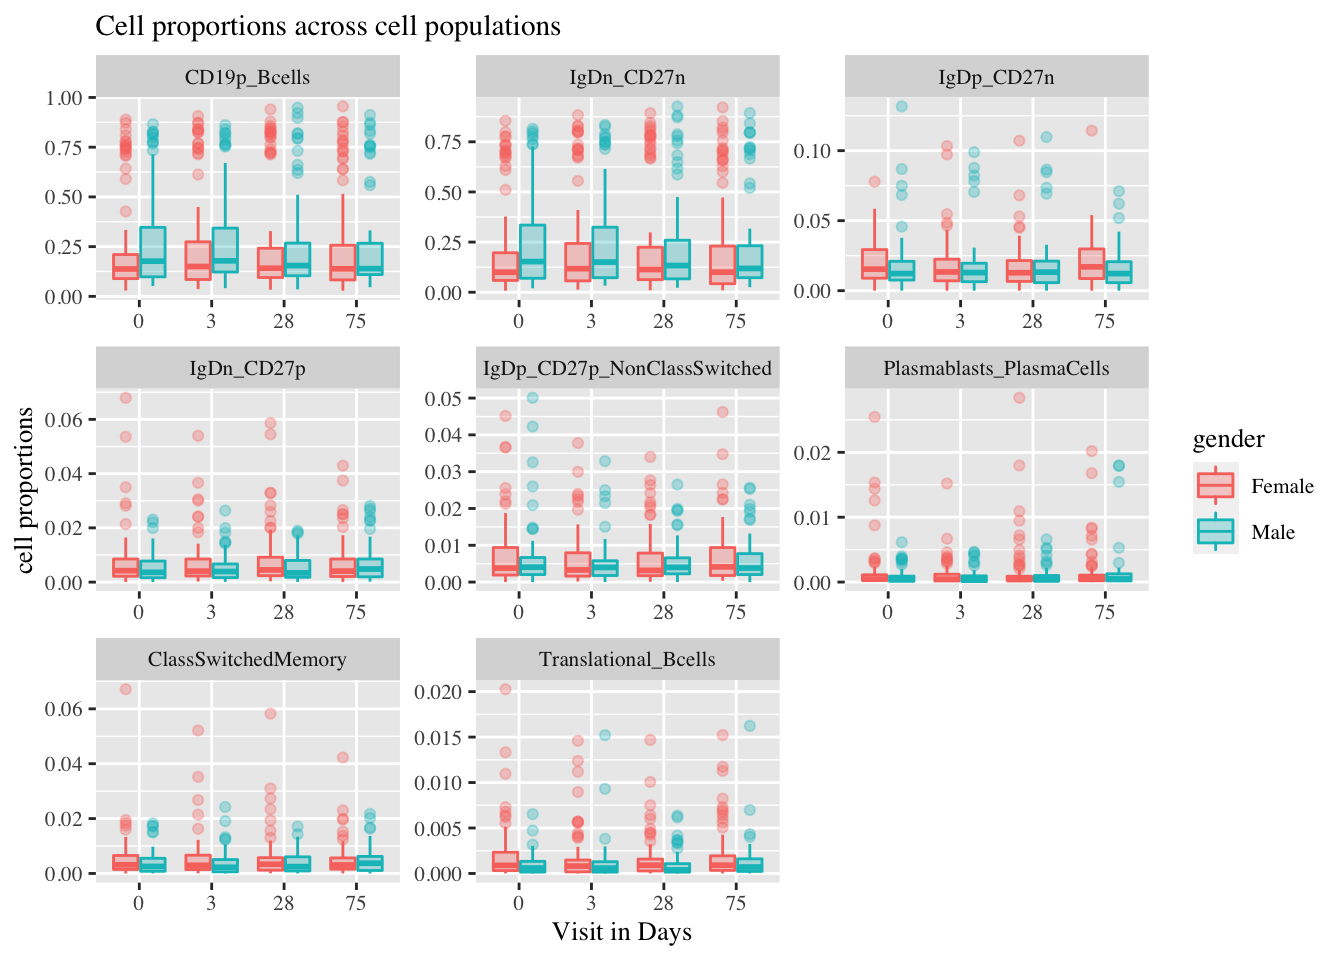 Cell proportions across cell populations
CD19p_Bcells
IgDn_CD27n
IgDp_CD27n
1.00
0.75
0.50
0.25
0.00
0.75
0.50
0.25
0.00
0.10
0.05
0.00
0 3 28 75
0 3 28 75
0 3 28 75
IgDn_CD27p
IgDp_CD27p_NonClassSwitched
Plasmablasts_PlasmaCells
0.06
0.04
0.02
0.00
0.05
0.04
0.03
0.02
0.01
0.00
0.02
0.01
0.00
0 3 28 75
0 3 28 75
0 3 28 75
ClassSwitchedMemory
Translational_Bcells
0.06
0.04
0.02
0.00
0.020
0.015
0.010
0.005
0.000
0 3 28 75
0 3 28 75
cell proportions
Visit in Days
gender
Female
Male